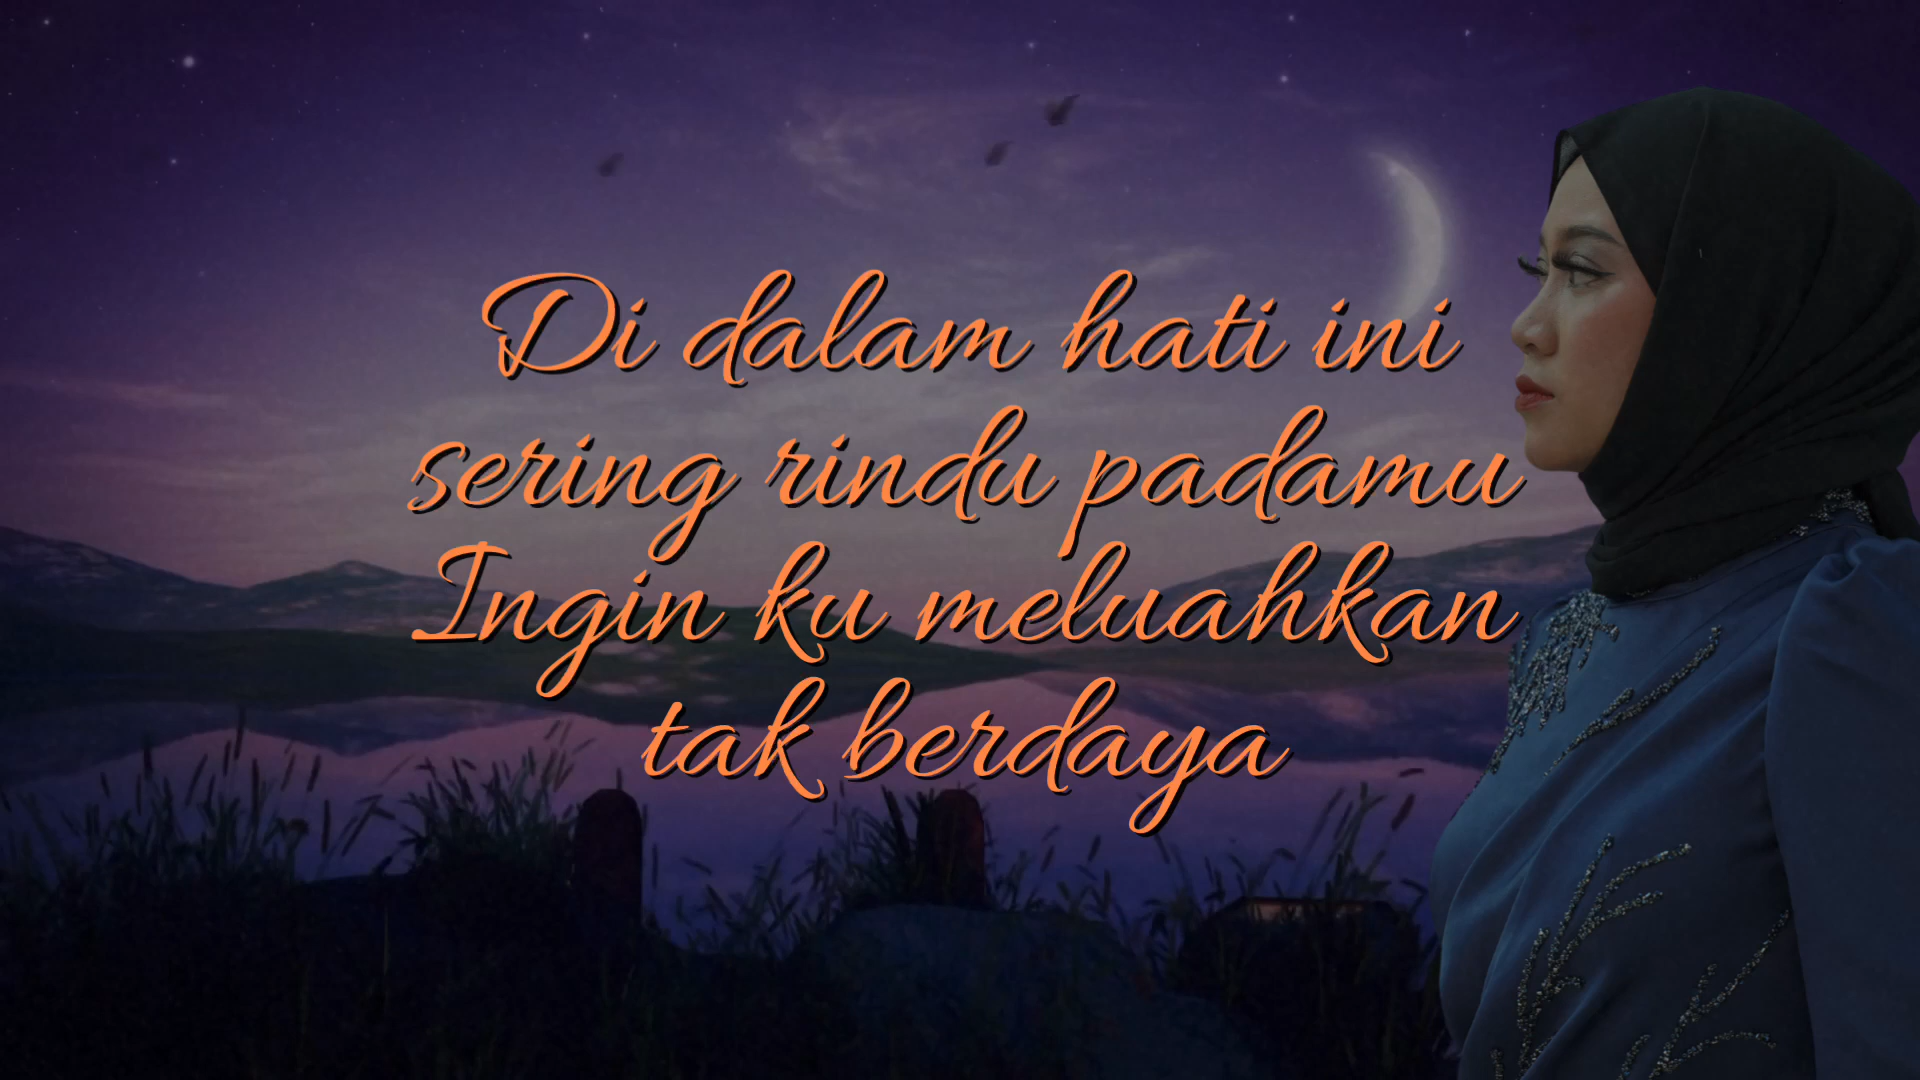 Di dalam hati ini
sering rindu padamu
Ingin ku meluahkan
tak berdaya